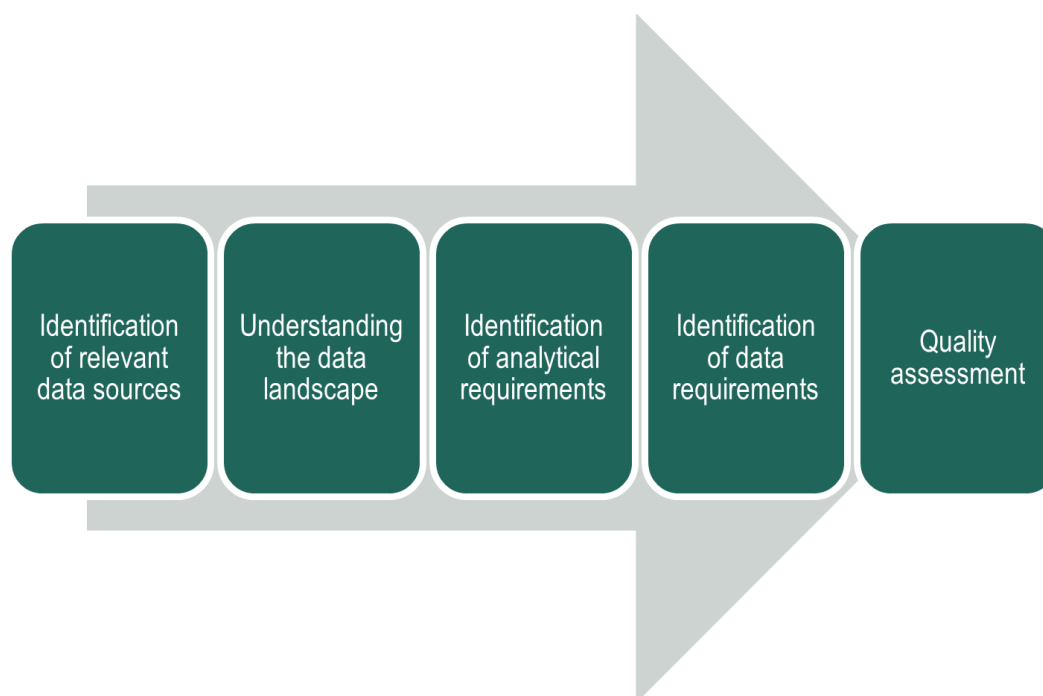 Identification
of relevant
data sources
Understanding
the data
landscape
Identification
of analytical
requirements
Identification
of data
requirements
Quality
assessment